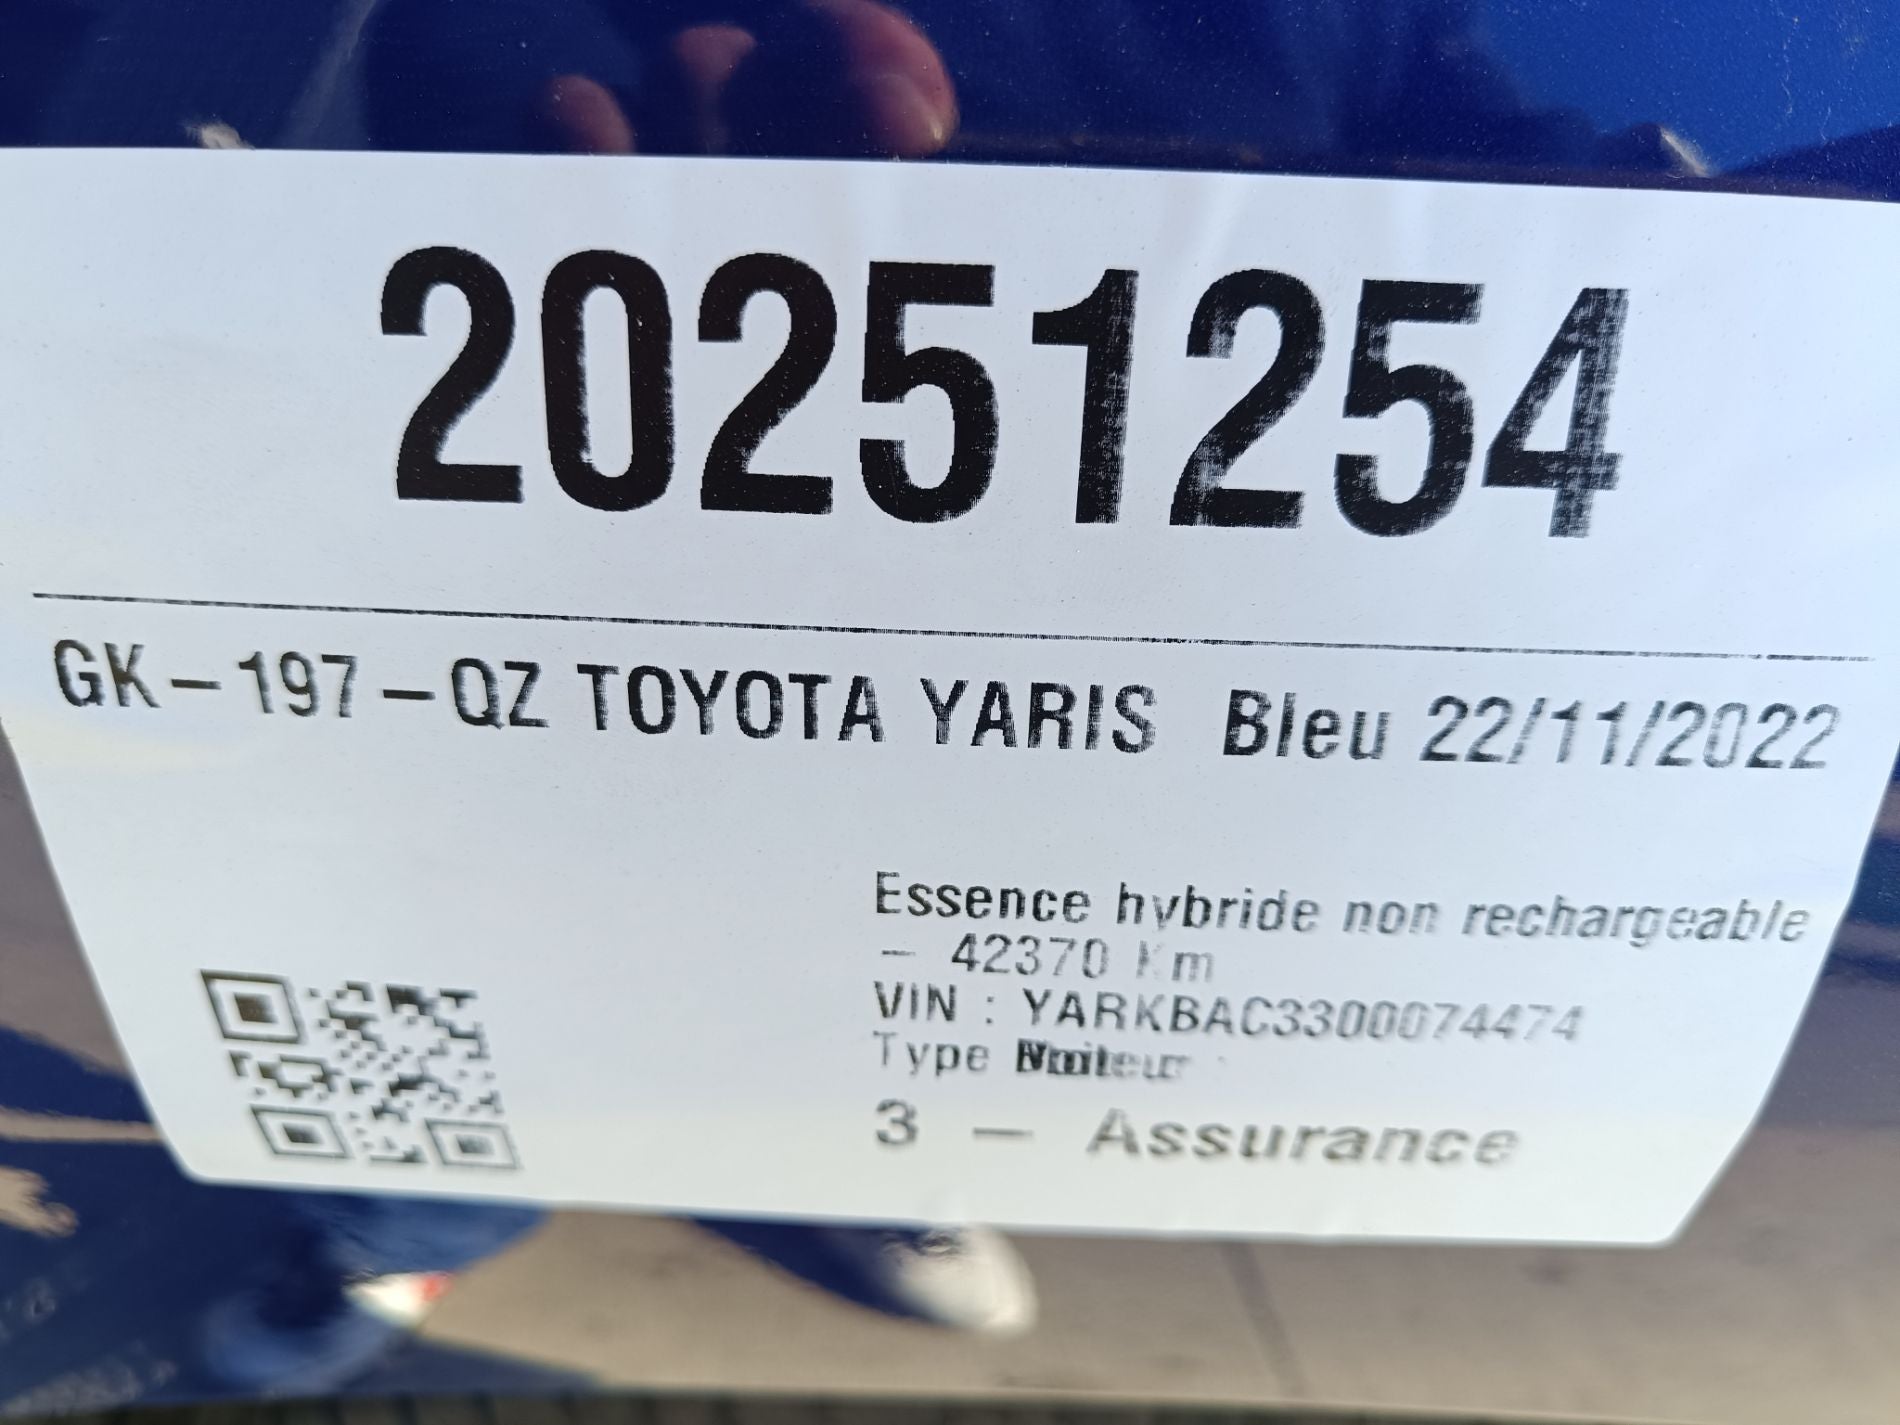 20251254
GK-197-QZ TOYOTA YARIS Bleu 22/11/2022
Essence hybride non rechargeable
- 42370 Km
VIN : YARKBAC3300074474
Type
3 - Assurance